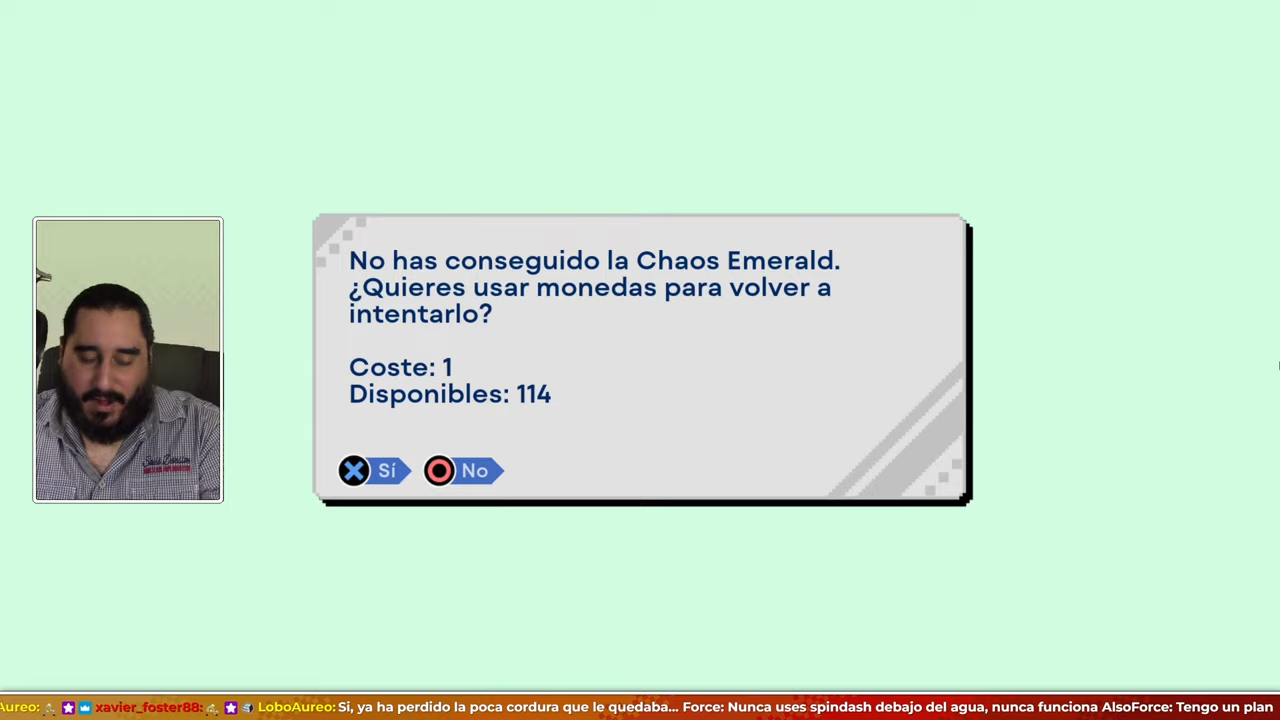 No has conseguido la Chaos Emerald.
¿Quieres usar monedas para volver a
intentarlo?
Coste: 1
Disponibles: 114
Sí
No
Aureo: xavier_foster88: LoboAureo: Si, ya ha perdido la poca cordura que le quedaba... Force: Nunca uses spindash debajo del agua, nunca funciona AlsoForce: Tengo un plan